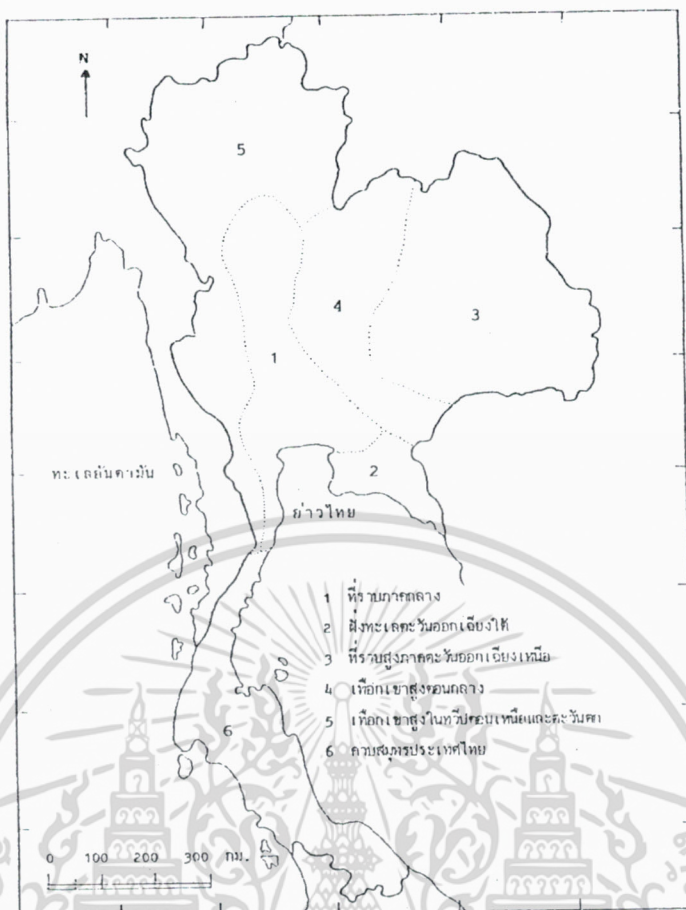 N
5
4
3
1
2
ทะเลอันดามัน
อ่าวไทย
1 ที่ราบภาคกลาง
2 ฝั่งทะเลตะวันออกเฉียงใต้
3 ที่ราบสูงภาคตะวันออกเฉียงเหนือ
4 เทือกเขาสูงตอนกลาง
5 เทือกเขาสูงในทวีปตอนเหนือและตะวันตก
6 คาบสมุทรประเทศไทย
6
0 100 200 300 กม.